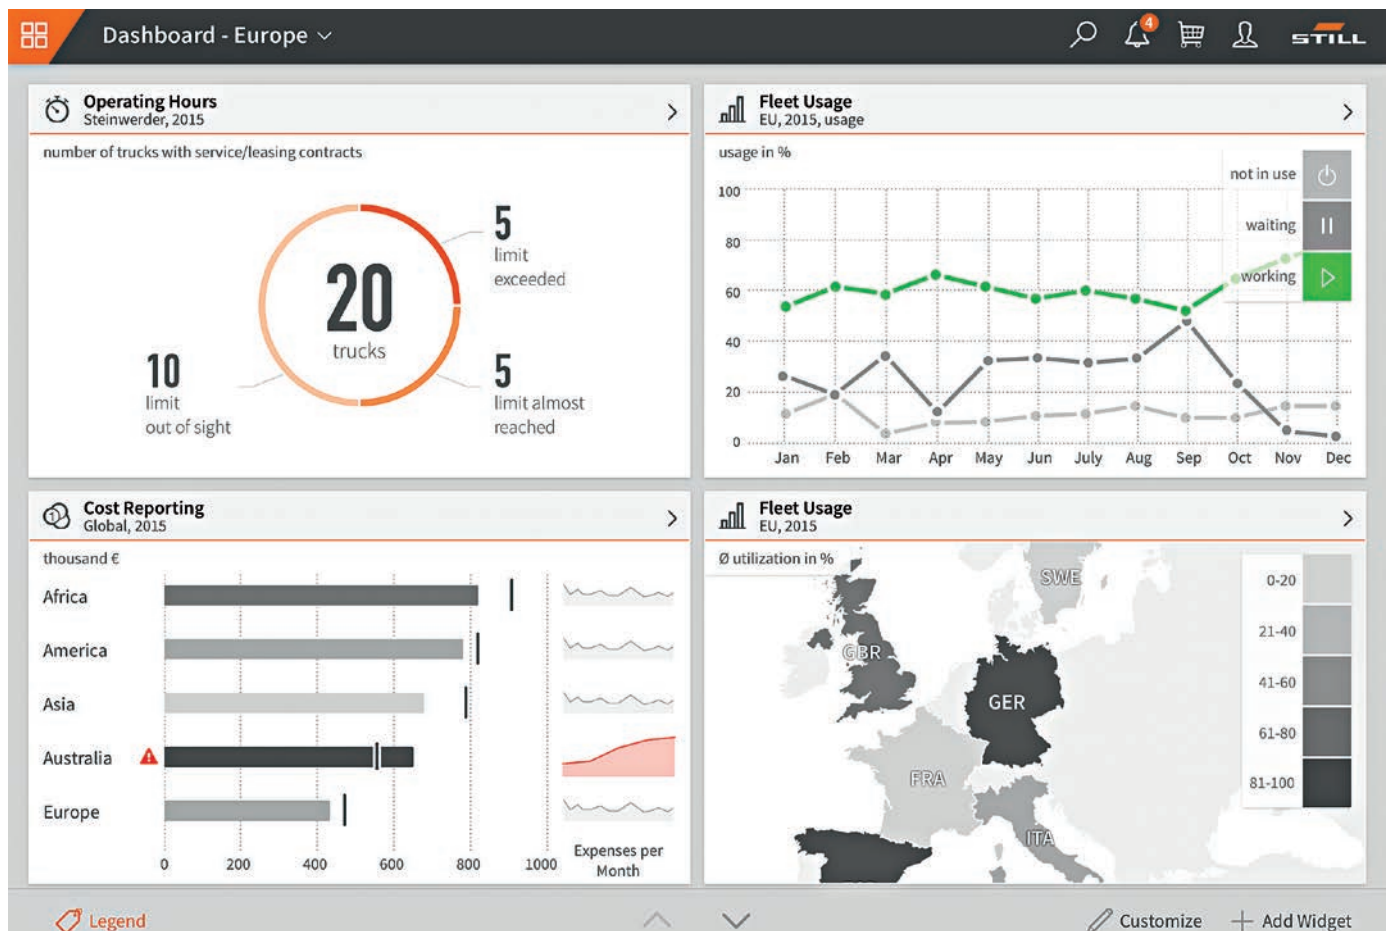 Dashboard - Europe
4
STILL
Operating Hours
Steinwerder, 2015
number of trucks with service/leasing contracts
20
trucks
5
limit
exceeded
10
limit
out of sight
5
limit almost
reached
Fleet Usage
EU, 2015, usage
usage in %
not in use
waiting
working
100
80
60
40
20
0
Jan Feb Mar Apr May Jun July Aug Sep Oct Nov Dec
Cost Reporting
Global, 2015
thousand €
Africa
America
Asia
Australia
Europe
0 200 400 600 800 1000
Expenses per
Month
Fleet Usage
EU, 2015
Ø utilization in %
SWE
GBR
GER
FRA
ITA
0-20
21-40
41-60
61-80
81-100
Legend
Customize
Add Widget